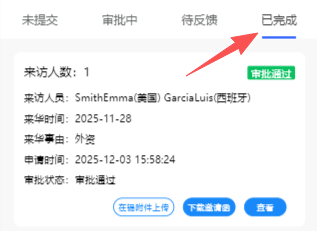 未提交 审批中 待反馈 已完成
来访人数：1 审批通过
来访人员：SmithEmma(美国) GarciaLuis(西班牙)
来华时间：2025-11-28
来华事由：外资
申请时间：2025-12-03 15:58:24
审批状态：审批通过
在线附件上传 下载邀请函 查看